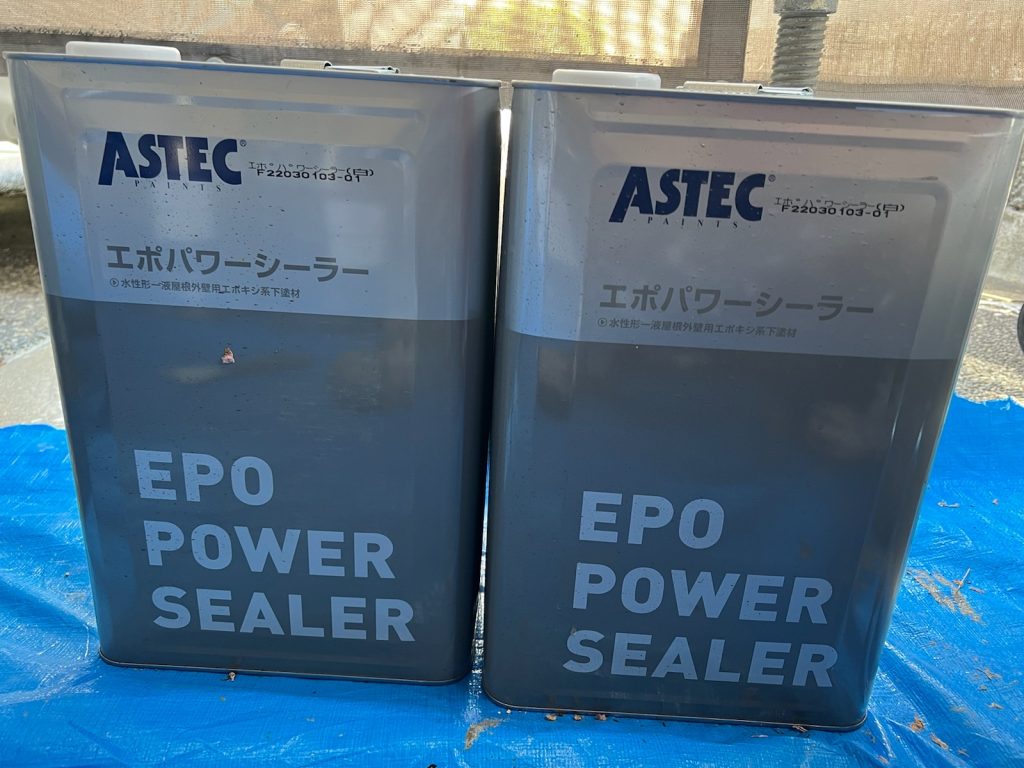 ASTEC®
PAINTS
エポパワーシーラー(白)
F22030103-01
エポパワーシーラー
水性形一液屋根外壁用エポキシ系下塗材
EPO
POWER
SEALER
ASTEC®
PAINTS
エポパワーシーラー(白)
F22030103-01
エポパワーシーラー
水性形一液屋根外壁用エポキシ系下塗材
EPO
POWER
SEALER